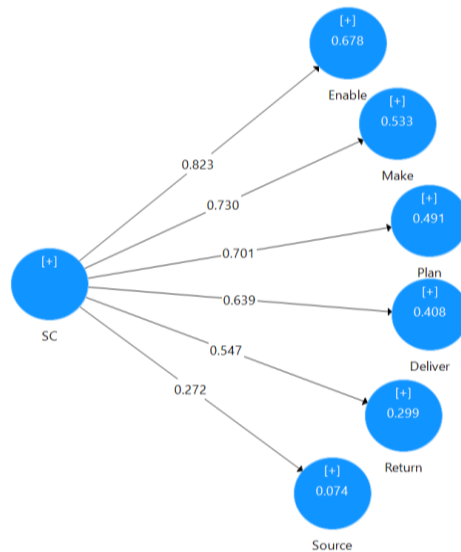 [+]
0.678
Enable
[+]
0.533
Make
0.823
0.730
[+]
0.491
Plan
0.701
[+]
SC
0.639
[+]
0.408
Deliver
0.547
[+]
0.299
Return
0.272
[+]
0.074
Source